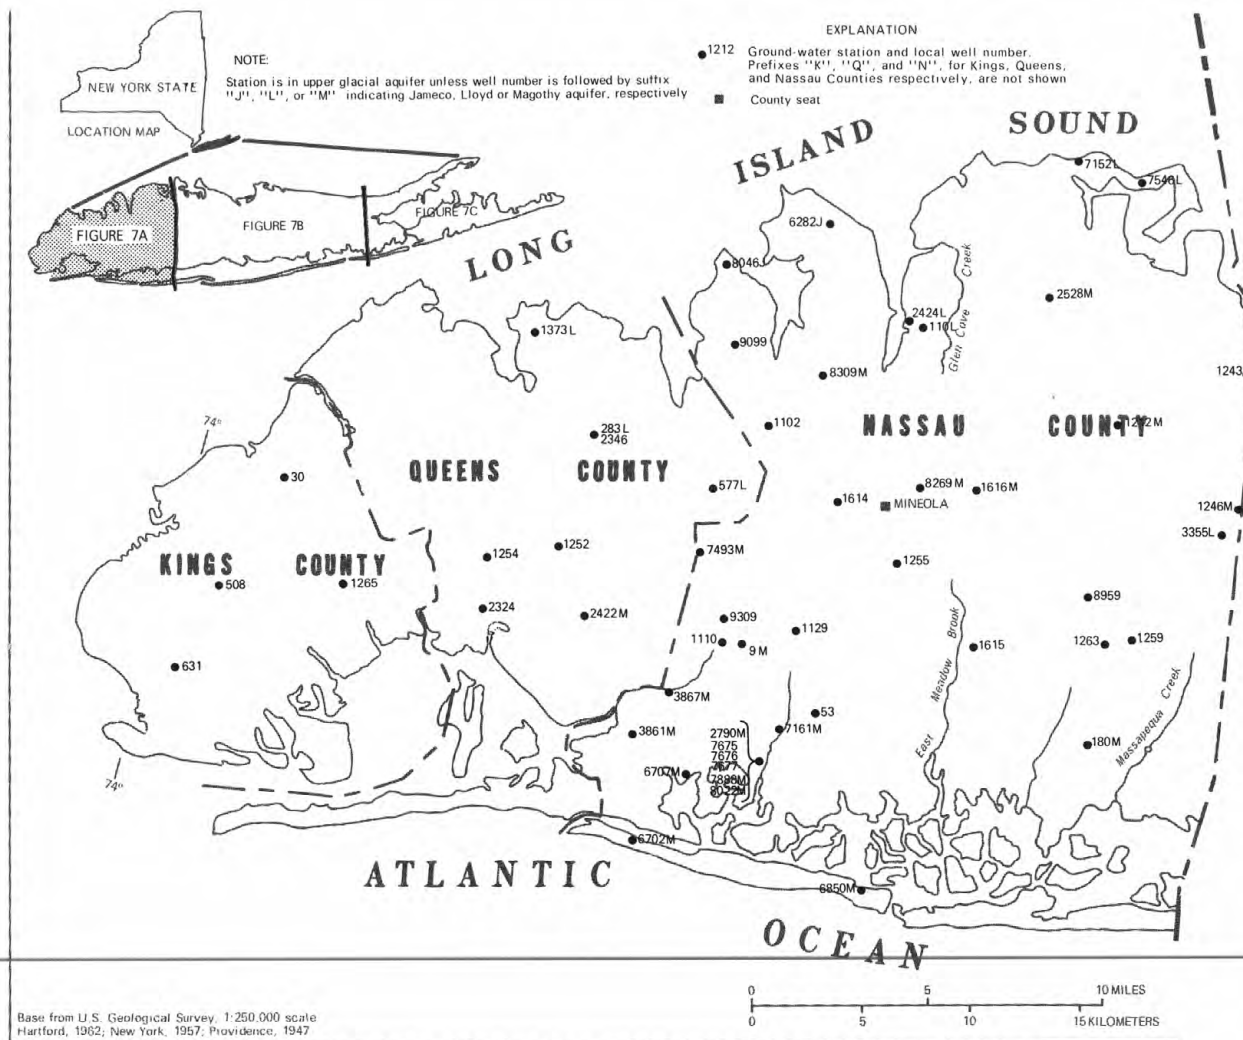 NEW YORK STATE
LOCATION MAP
FIGURE 7A
FIGURE 7B
FIGURE 7C
NOTE:
Station is in upper glacial aquifer unless well number is followed by suffix
"J", "L", or "M" indicating Jameco, Lloyd or Magothy aquifer, respectively
EXPLANATION
1212 Ground-water station and local well number.
Prefixes "K", "Q", and "N", for Kings, Queens,
and Nassau Counties respectively, are not shown
County seat
LONG ISLAND SOUND
7152L
6282J
8046J
2528M
2424L
110L
Glen Cove Creek
1373L
9099
8309M
1243
74°
1102
NASSAU COUNTY
283L
2346
QUEENS COUNTY
30
577L
8269M
1616M
1614
MINEOLA
1246M
3355L
1252
1254
7493M
KINGS COUNTY
1255
508
1265
8959
2324
2422M
9309
1129
1110
9M
1263
1259
1615
East Meadow Brook
Massapequa Creek
631
3867M
53
3861M
7161M
2790M
7675
7676
7677
7888M
8022M
180M
6707M
74°
6702M
6850M
ATLANTIC
OCEAN
0 5 10 MILES
0 5 10 15 KILOMETERS
Base from U.S. Geological Survey, 1:250,000 scale
Hartford, 1962; New York, 1957; Providence, 1947